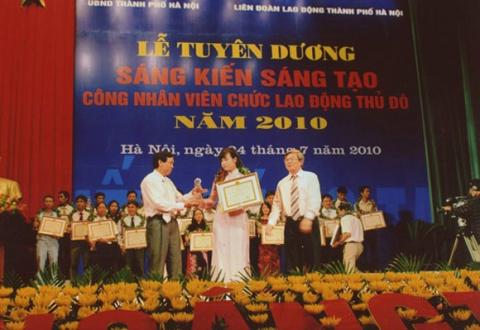 UBND THÀNH PHỐ HÀ NỘI
LIÊN ĐOÀN LAO ĐỘNG THÀNH PHỐ HÀ NỘI
LỄ TUYÊN DƯƠNG
SÁNG KIẾN SÁNG TẠO
CÔNG NHÂN VIÊN CHỨC LAO ĐỘNG THỦ ĐÔ
NĂM 2010
Hà Nội, ngày 24 tháng 7 năm 2010